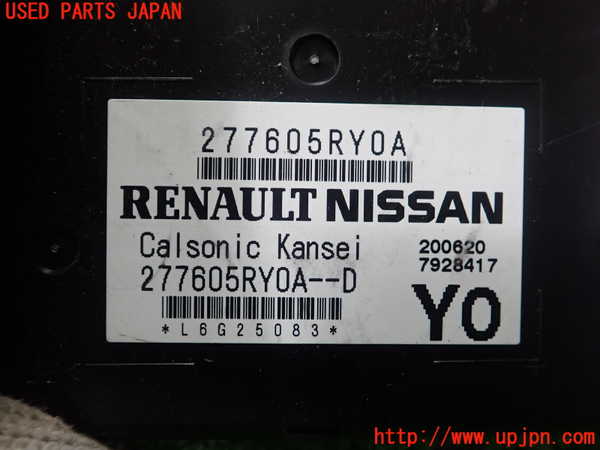 USED PARTS JAPAN
277605RY0A
RENAULT NISSAN
Calsonic Kansei
200620
277605RY0A--D
7928417
Y0
*L6G25083*
http://www.upjpn.com/